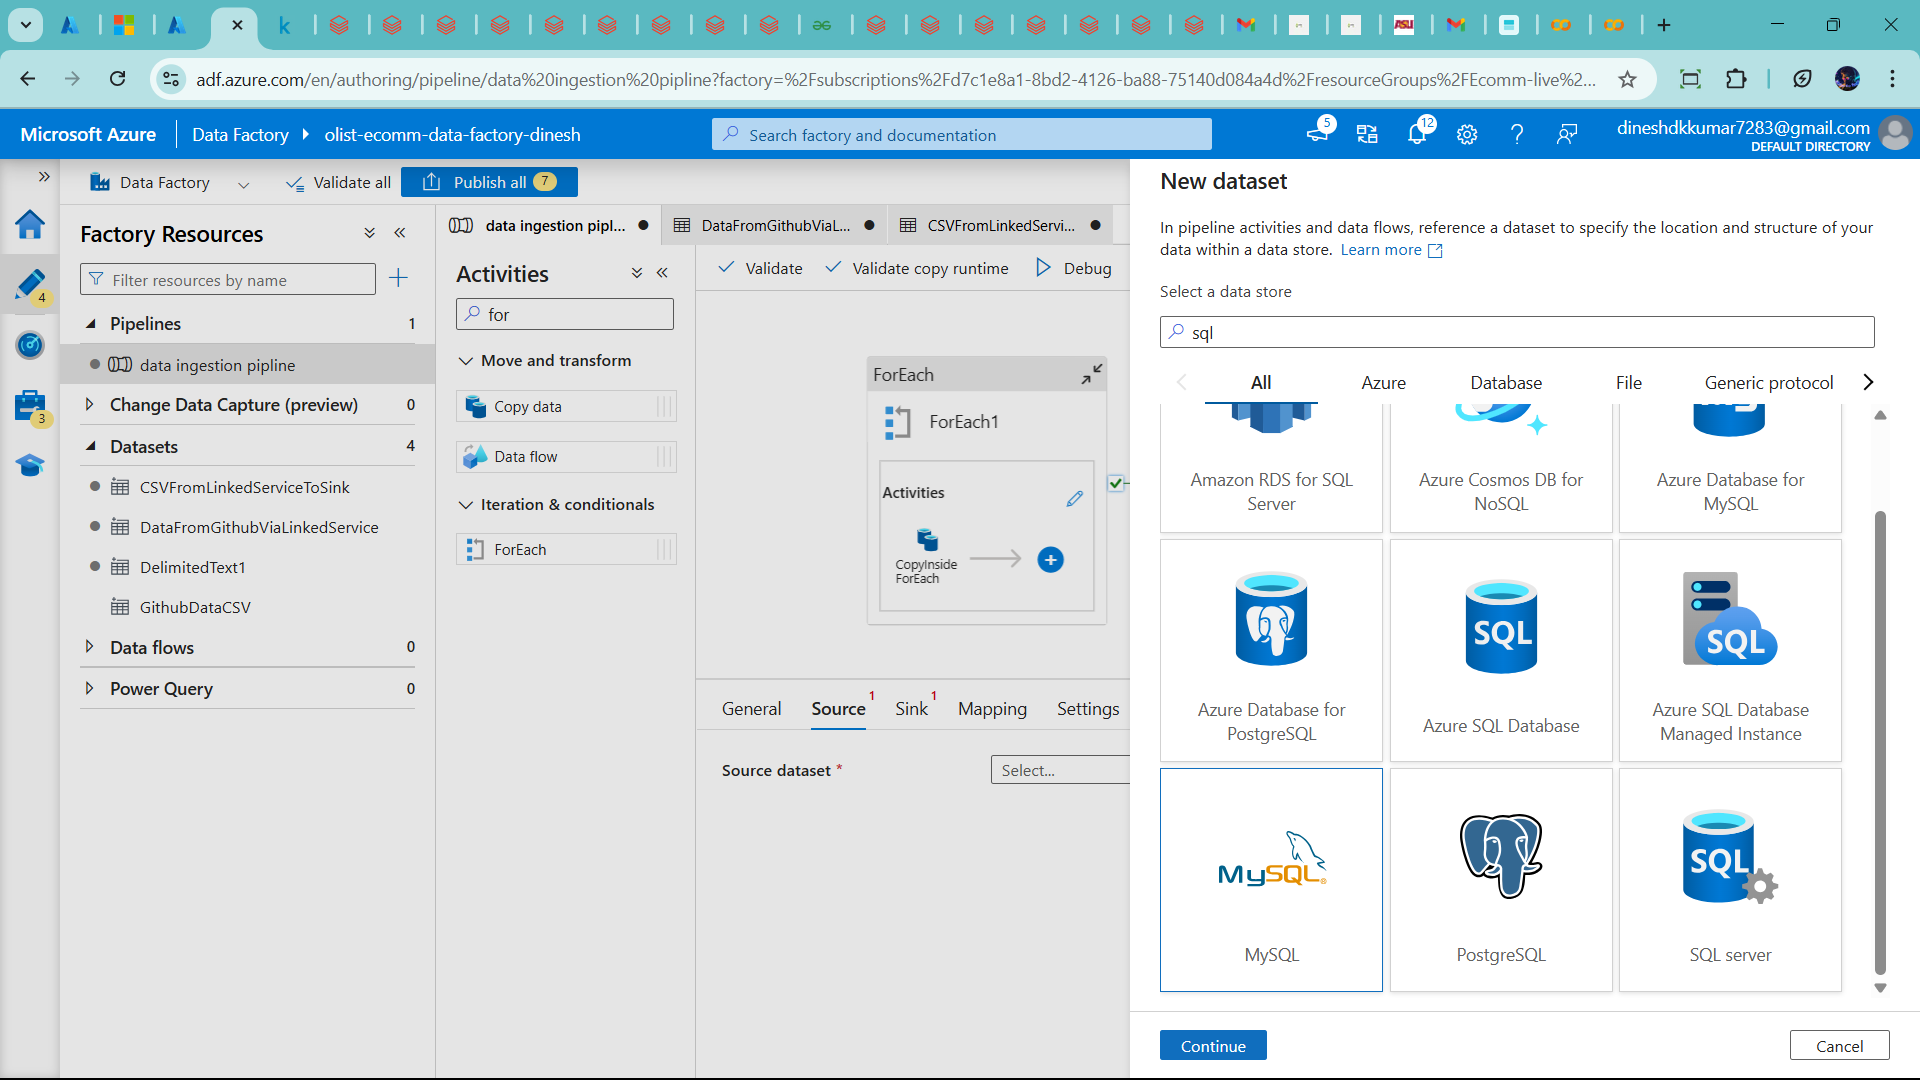 adf.azure.com/en/authoring/pipeline/data%20ingestion%20pipline?factory=%2Fsubscriptions%2Fd7c1e8a1-8bd2-4126-ba88-75140d084a4d%2FresourceGroups%2FEcomm-live%2...
Microsoft Azure
Data Factory
olist-ecomm-data-factory-dinesh
Search factory and documentation
5
12
dineshdkkumar7283@gmail.com
DEFAULT DIRECTORY
Data Factory
Validate all
Publish all
7
4
3
Factory Resources
Filter resources by name
Pipelines
1
data ingestion pipline
Change Data Capture (preview)
0
Datasets
4
CSVFromLinkedServiceToSink
DataFromGithubViaLinkedService
DelimitedText1
GithubDataCSV
Data flows
0
Power Query
0
data ingestion pipl...
DataFromGithubViaL...
CSVFromLinkedServi...
Activities
for
Move and transform
Copy data
Data flow
Iteration & conditionals
ForEach
Validate
Validate copy runtime
Debug
ForEach
ForEach1
Activities
CopyInside
ForEach
General
Source
1
Sink
1
Mapping
Settings
Source dataset *
Select...
New dataset
In pipeline activities and data flows, reference a dataset to specify the location and structure of your
data within a data store. Learn more
Select a data store
sql
All
Azure
Database
File
Generic protocol
Amazon RDS for SQL
Server
Azure Cosmos DB for
NoSQL
Azure Database for
MySQL
SQL
SQL
Azure Database for
PostgreSQL
Azure SQL Database
Azure SQL Database
Managed Instance
MySQL
SQL
MySQL
PostgreSQL
SQL server
Continue
Cancel